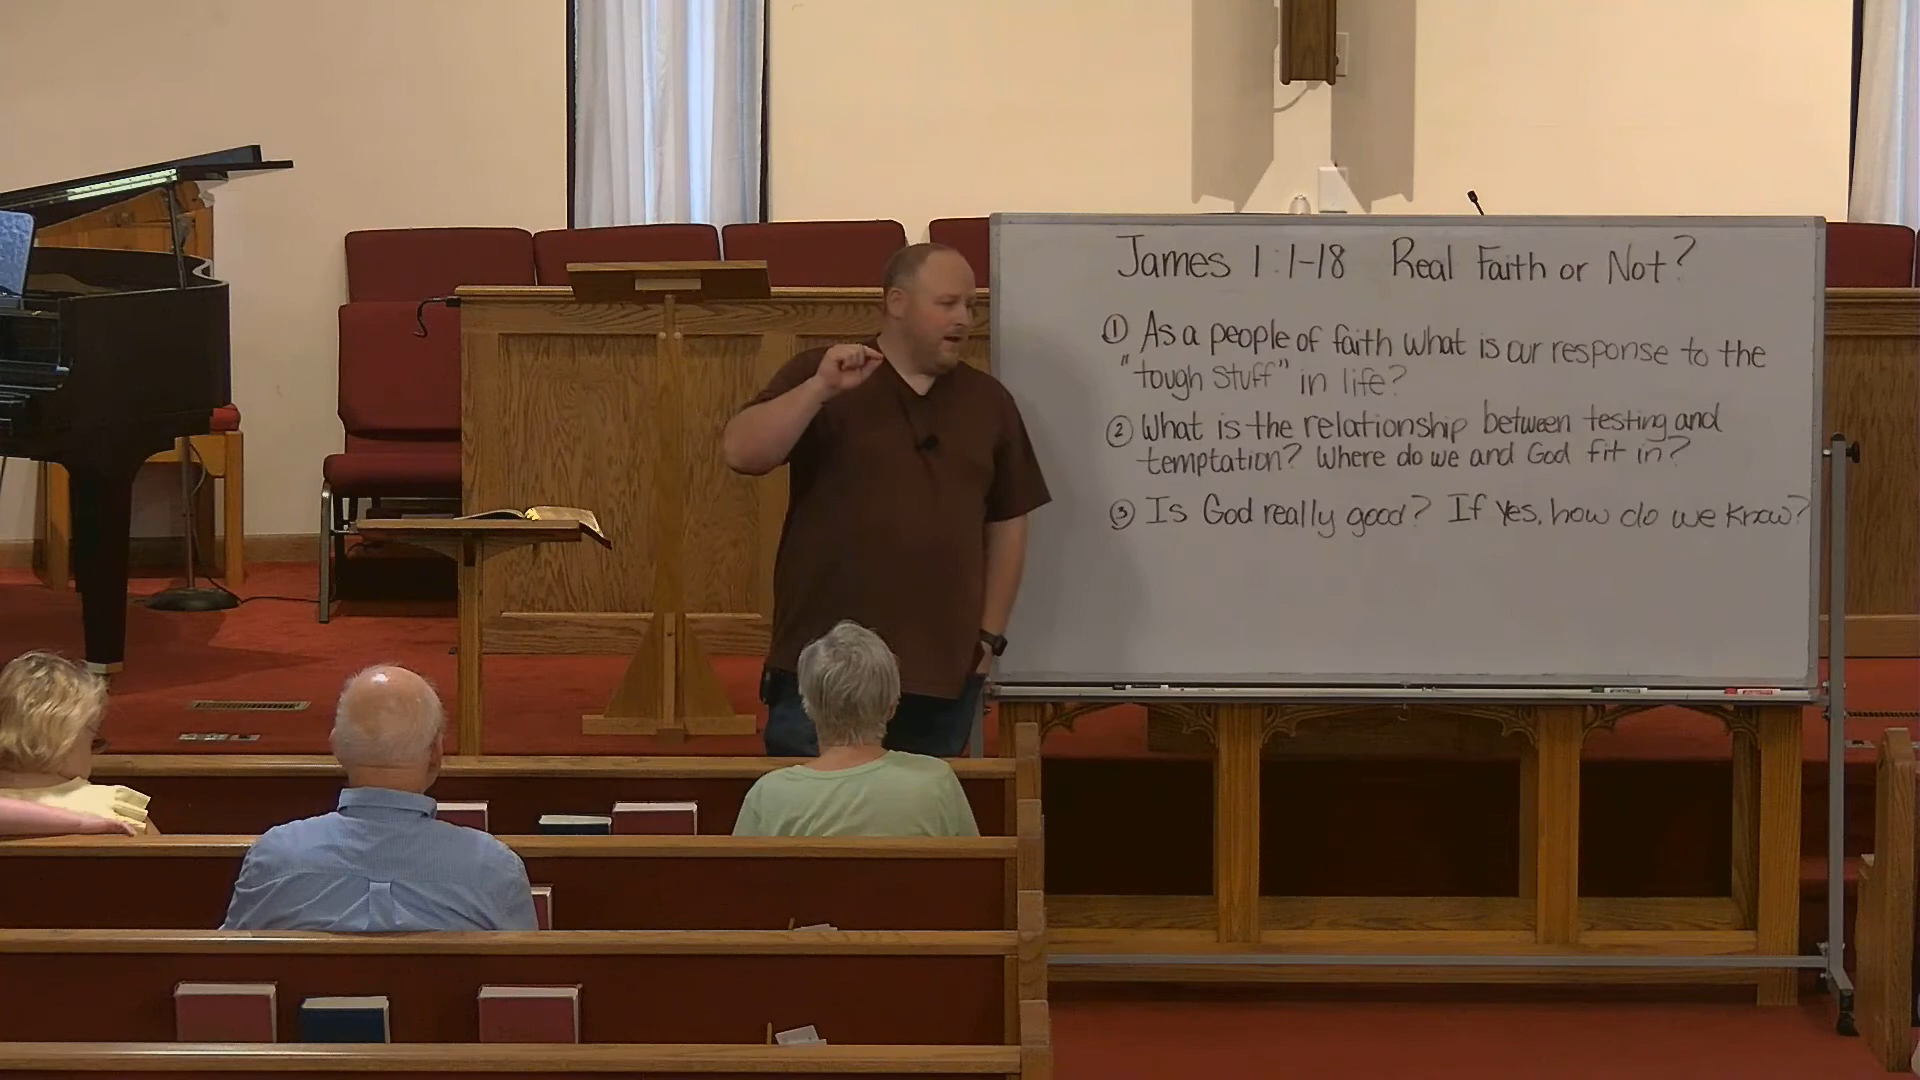 James 1:1-18 Real Faith or Not?
① As a people of faith what is our response to the
"tough stuff" in life?
② What is the relationship between testing and
temptation? Where do we and God fit in?
③ Is God really good? If yes, how do we know?